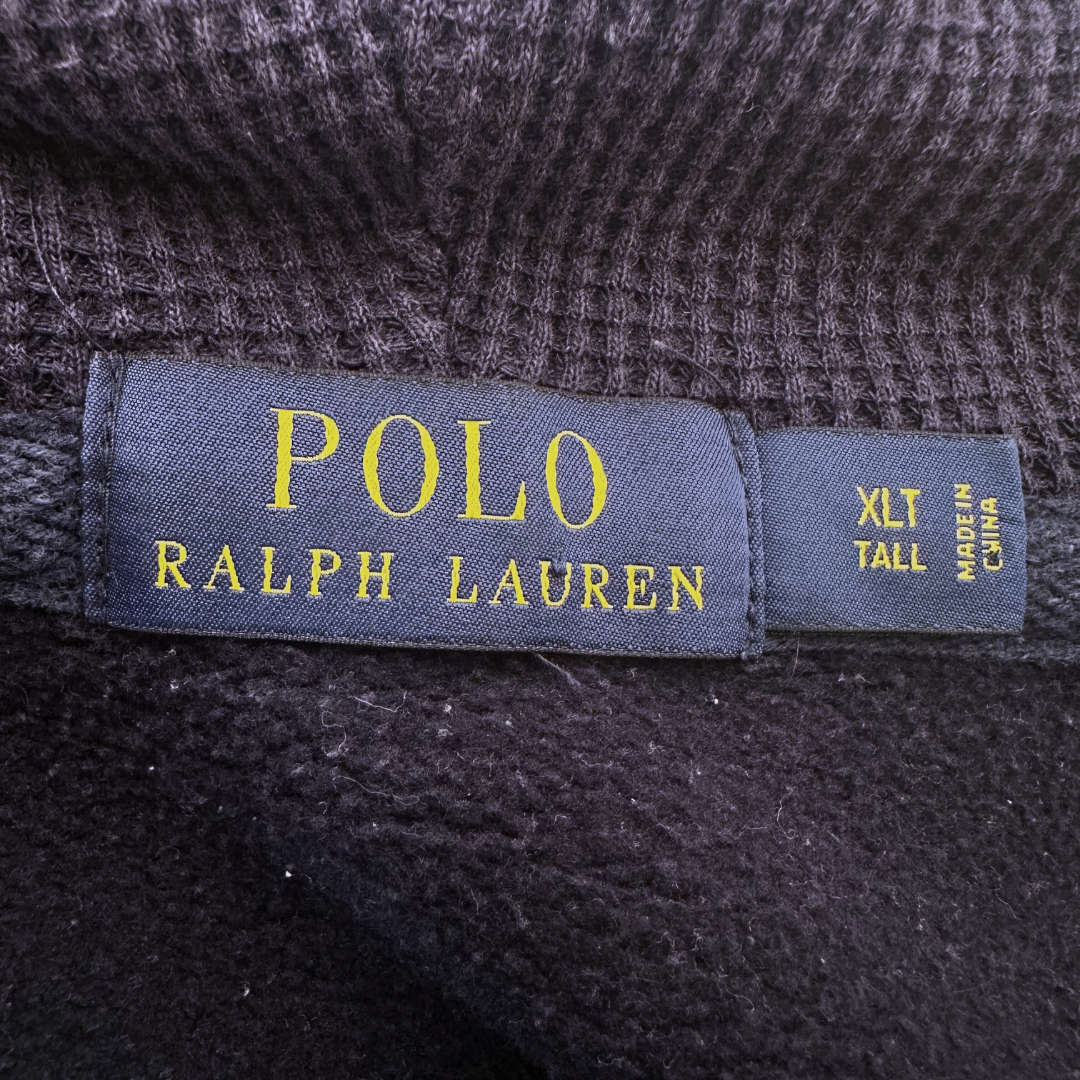 POLO
RALPH LAUREN
XLT
TALL
MADE IN
CHINA